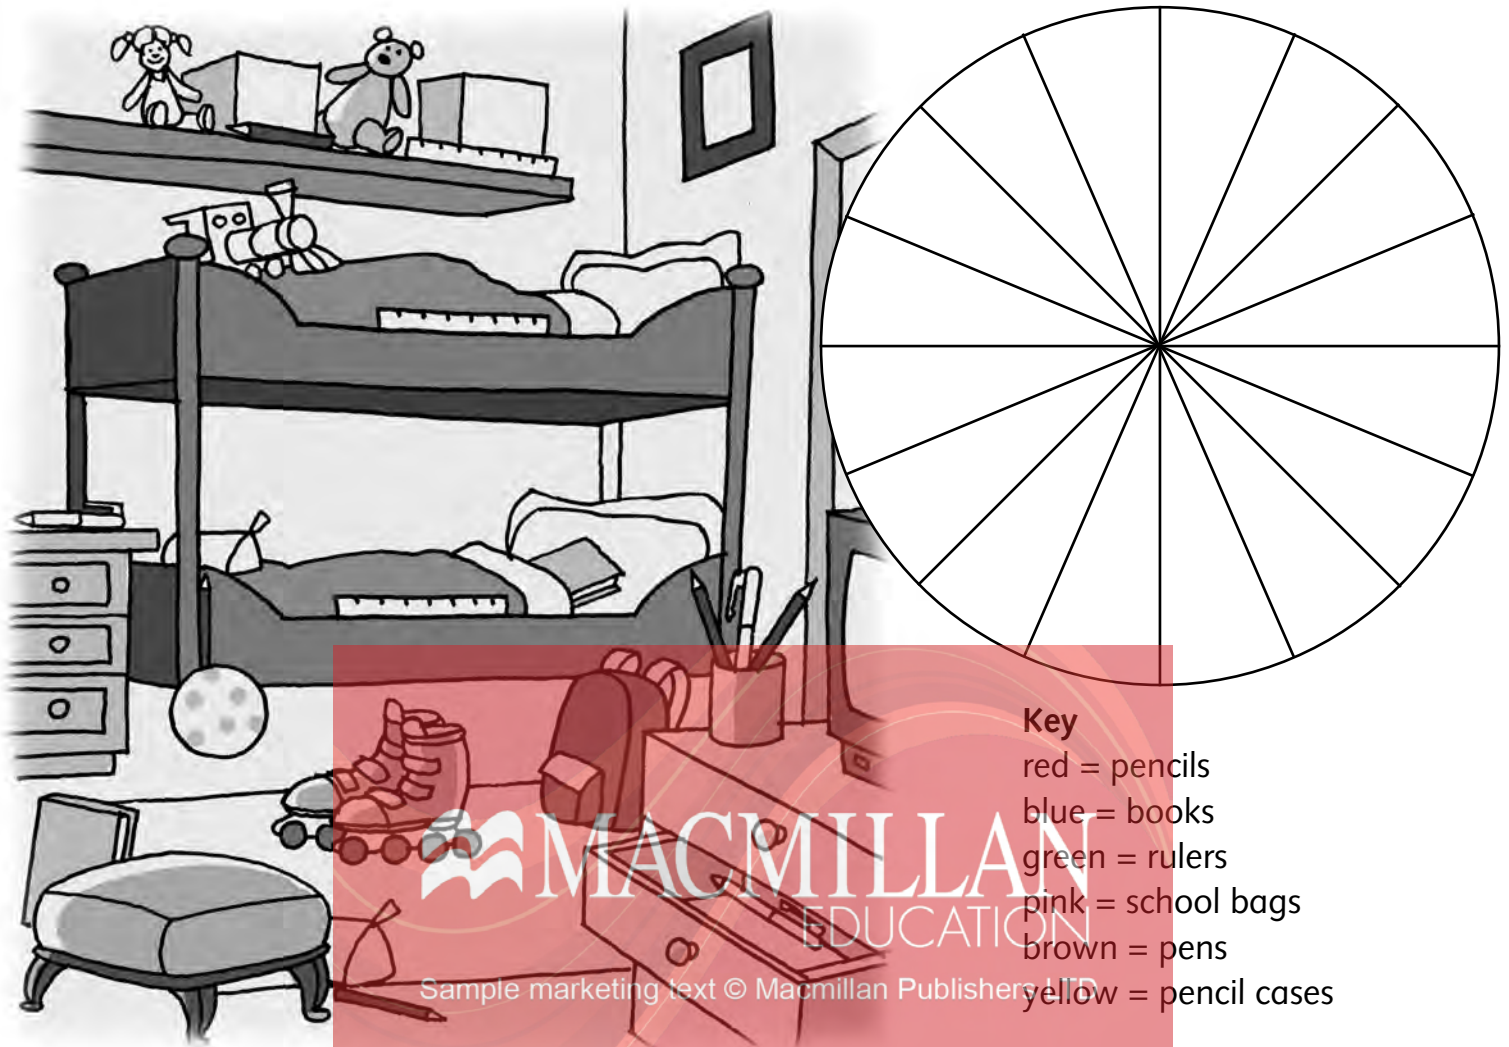 Key
red = pencils
blue = books
green = rulers
pink = school bags
brown = pens
yellow = pencil cases
MACMILLAN
EDUCATION
Sample marketing text © Macmillan Publishers LTD